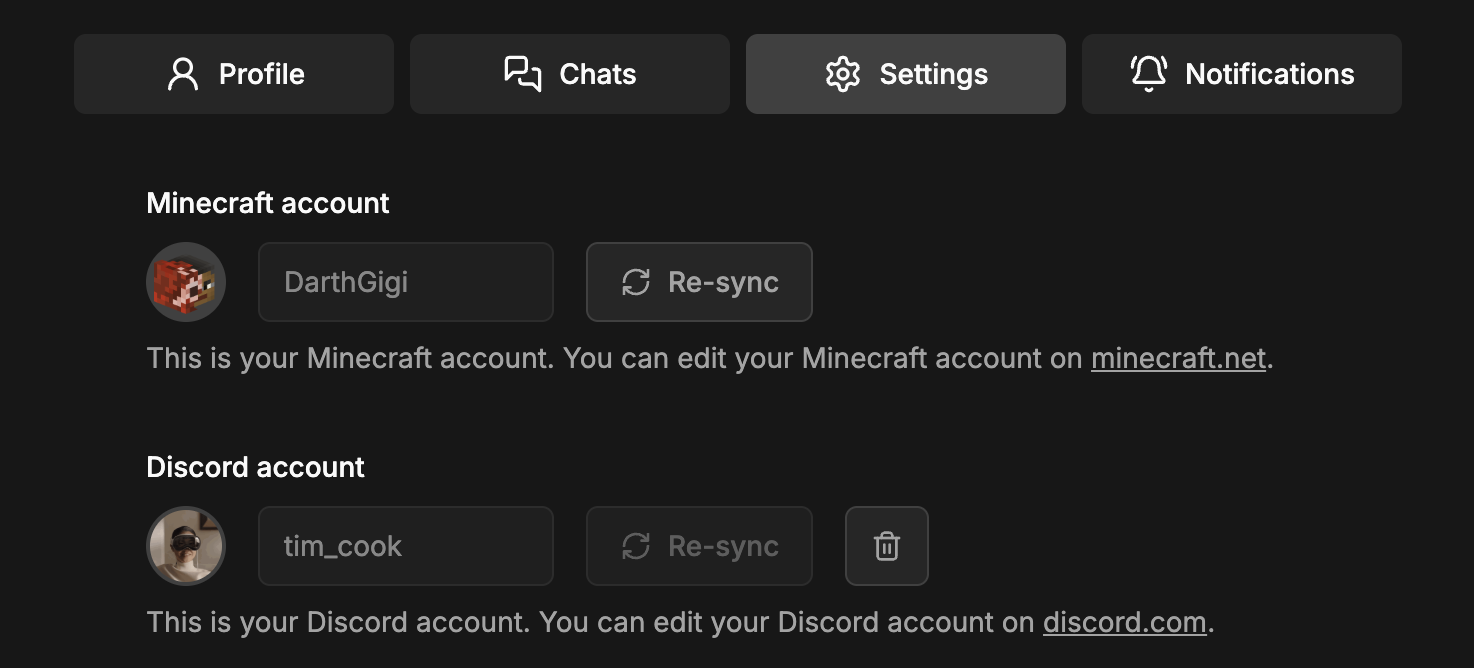 Profile Chats Settings Notifications
Minecraft account
DarthGigi Re-sync
This is your Minecraft account. You can edit your Minecraft account on minecraft.net.
Discord account
tim_cook Re-sync
This is your Discord account. You can edit your Discord account on discord.com.